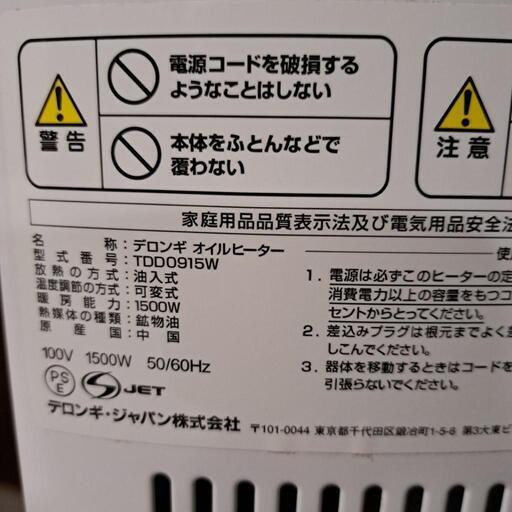 警告
電源コードを破損する
ようなことはしない
本体をふとんなどで
覆わない
注意
家庭用品品質表示法及び電気用品安全法
名称：デロンギ オイルヒーター
型式番号：TDD0915W
放熱の方式：油入式
温度調節の方式：可変式
暖房能力：1500W
熱媒体の種類：鉱物油
原産国：中国
100V 1500W 50/60Hz
PS
E
S JET
デロンギ・ジャパン株式会社
使用
1. 電源は必ずこのヒーターの定
消費電力以上の容量をもつコ
セントからとってください。
2. 差込みプラグは根元までよく差
しこんでください。
3. 器体を移動するときはコードを
引張らないでください。
〒101-0044 東京都千代田区鍛冶町1-5-6 第3大東ビ